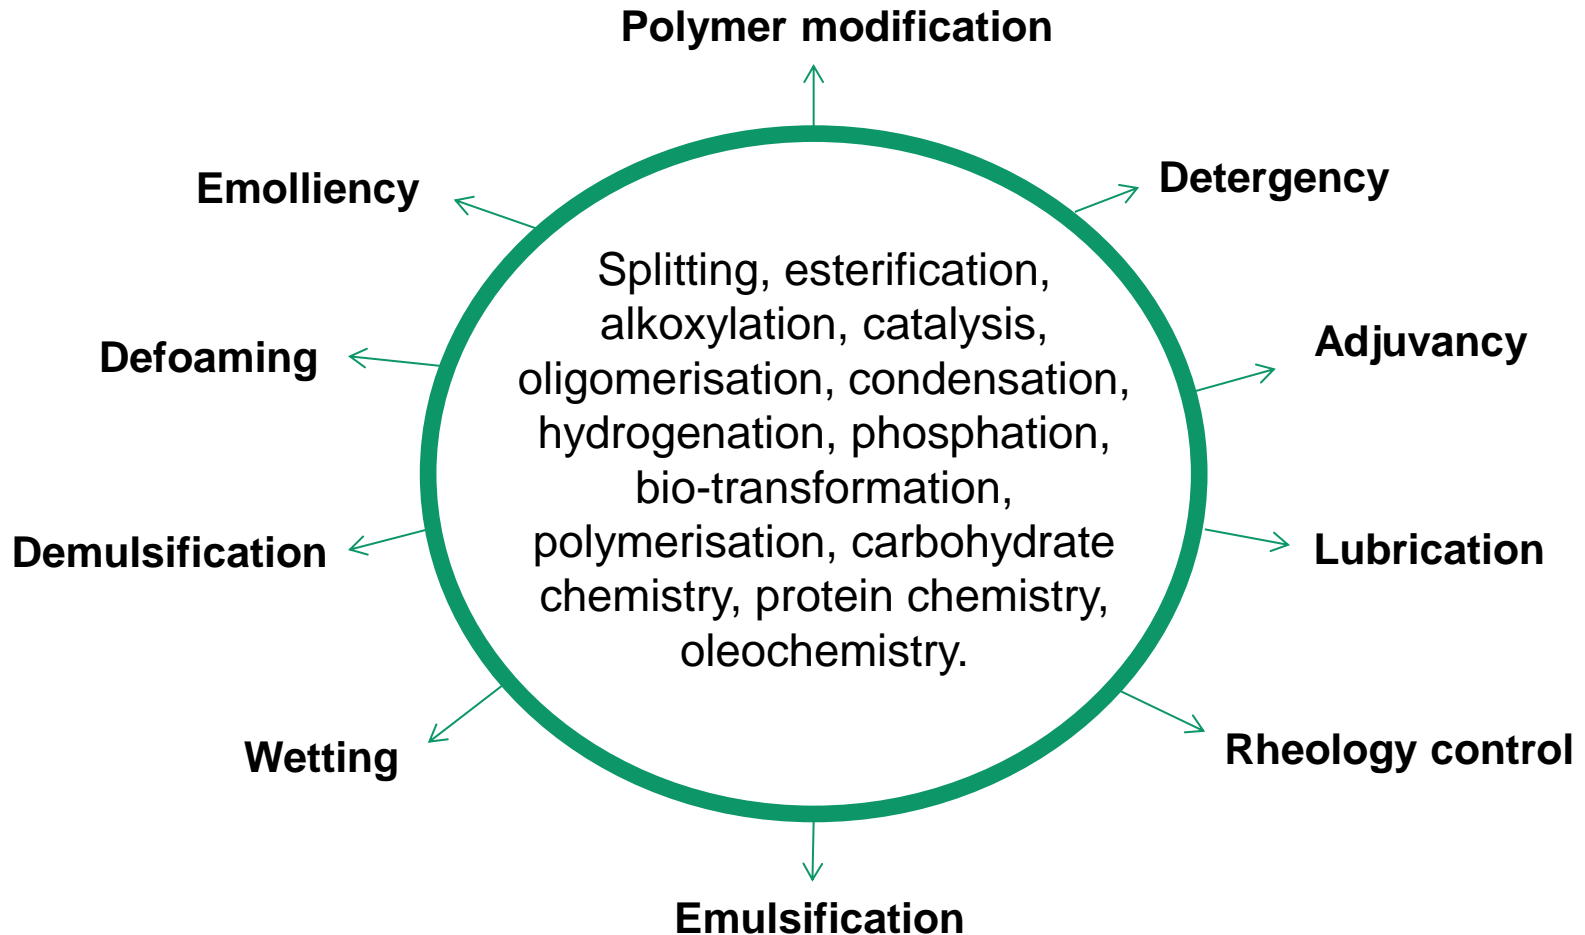 Polymer modification
Emolliency
Detergency
Splitting, esterification,
alkoxylation, catalysis,
oligomerisation, condensation,
hydrogenation, phosphation,
bio-transformation,
polymerisation, carbohydrate
chemistry, protein chemistry,
oleochemistry.
Defoaming
Adjuvancy
Demulsification
Lubrication
Wetting
Rheology control
Emulsification